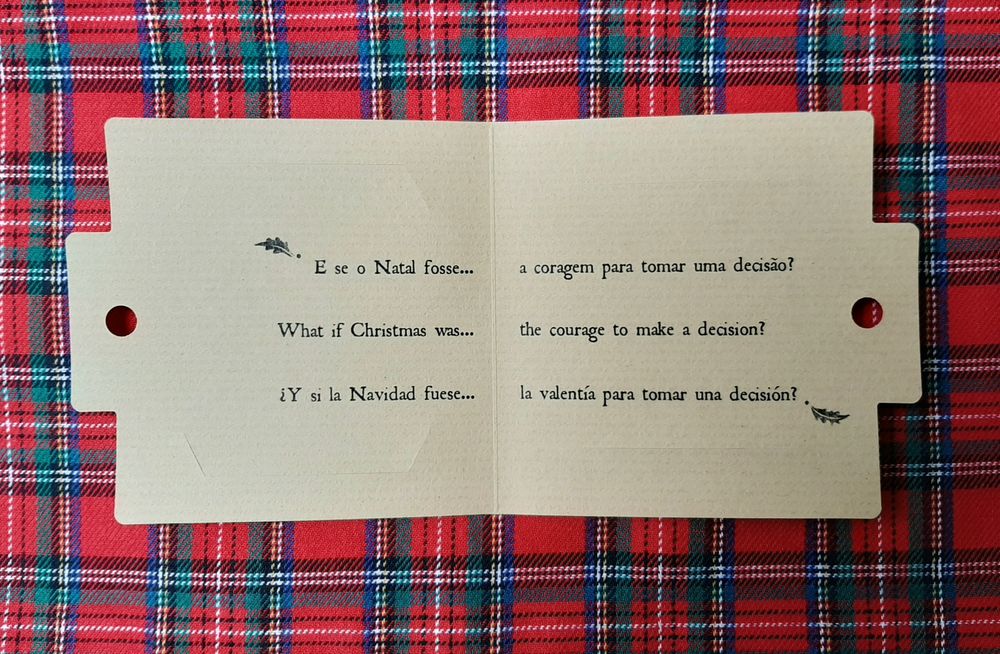 E se o Natal fosse... a coragem para tomar uma decisão?
What if Christmas was... the courage to make a decision?
¿Y si la Navidad fuese... la valentía para tomar una decisión?